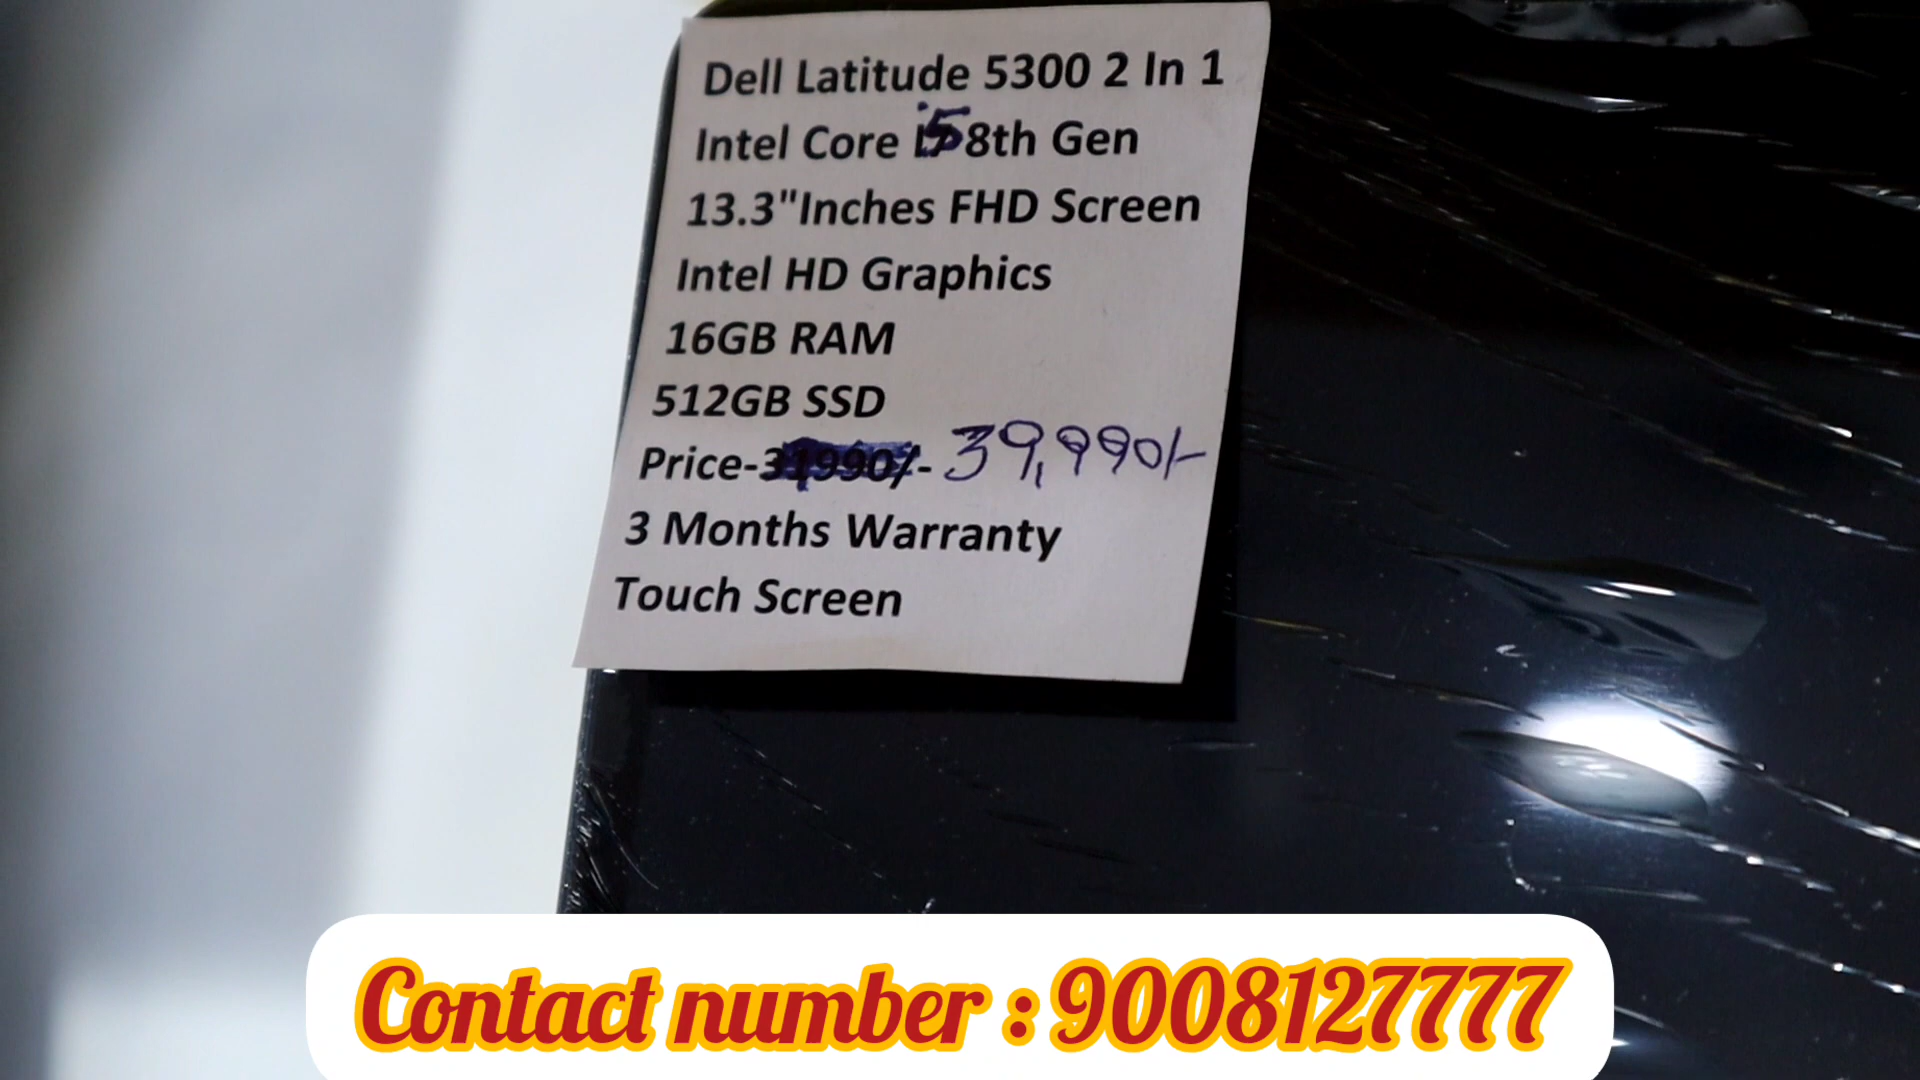 Dell Latitude 5300 2 In 1
Intel Core i5 8th Gen
13.3"Inches FHD Screen
Intel HD Graphics
16GB RAM
512GB SSD
Price-31990/- 39,990/-
3 Months Warranty
Touch Screen
Contact number : 9008127777